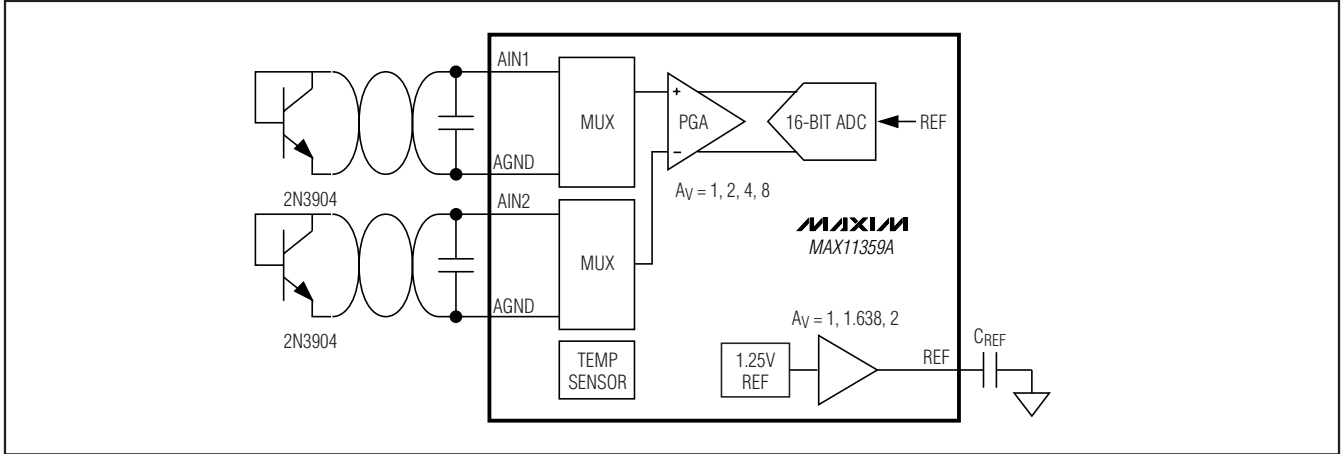 AIN1
MUX
+
PGA
−
16-BIT ADC
REF
AGND
2N3904
AV = 1, 2, 4, 8
AIN2
MUX
MAXIM
MAX11359A
AGND
2N3904
AV = 1, 1.638, 2
TEMP
SENSOR
1.25V
REF
REF
CREF